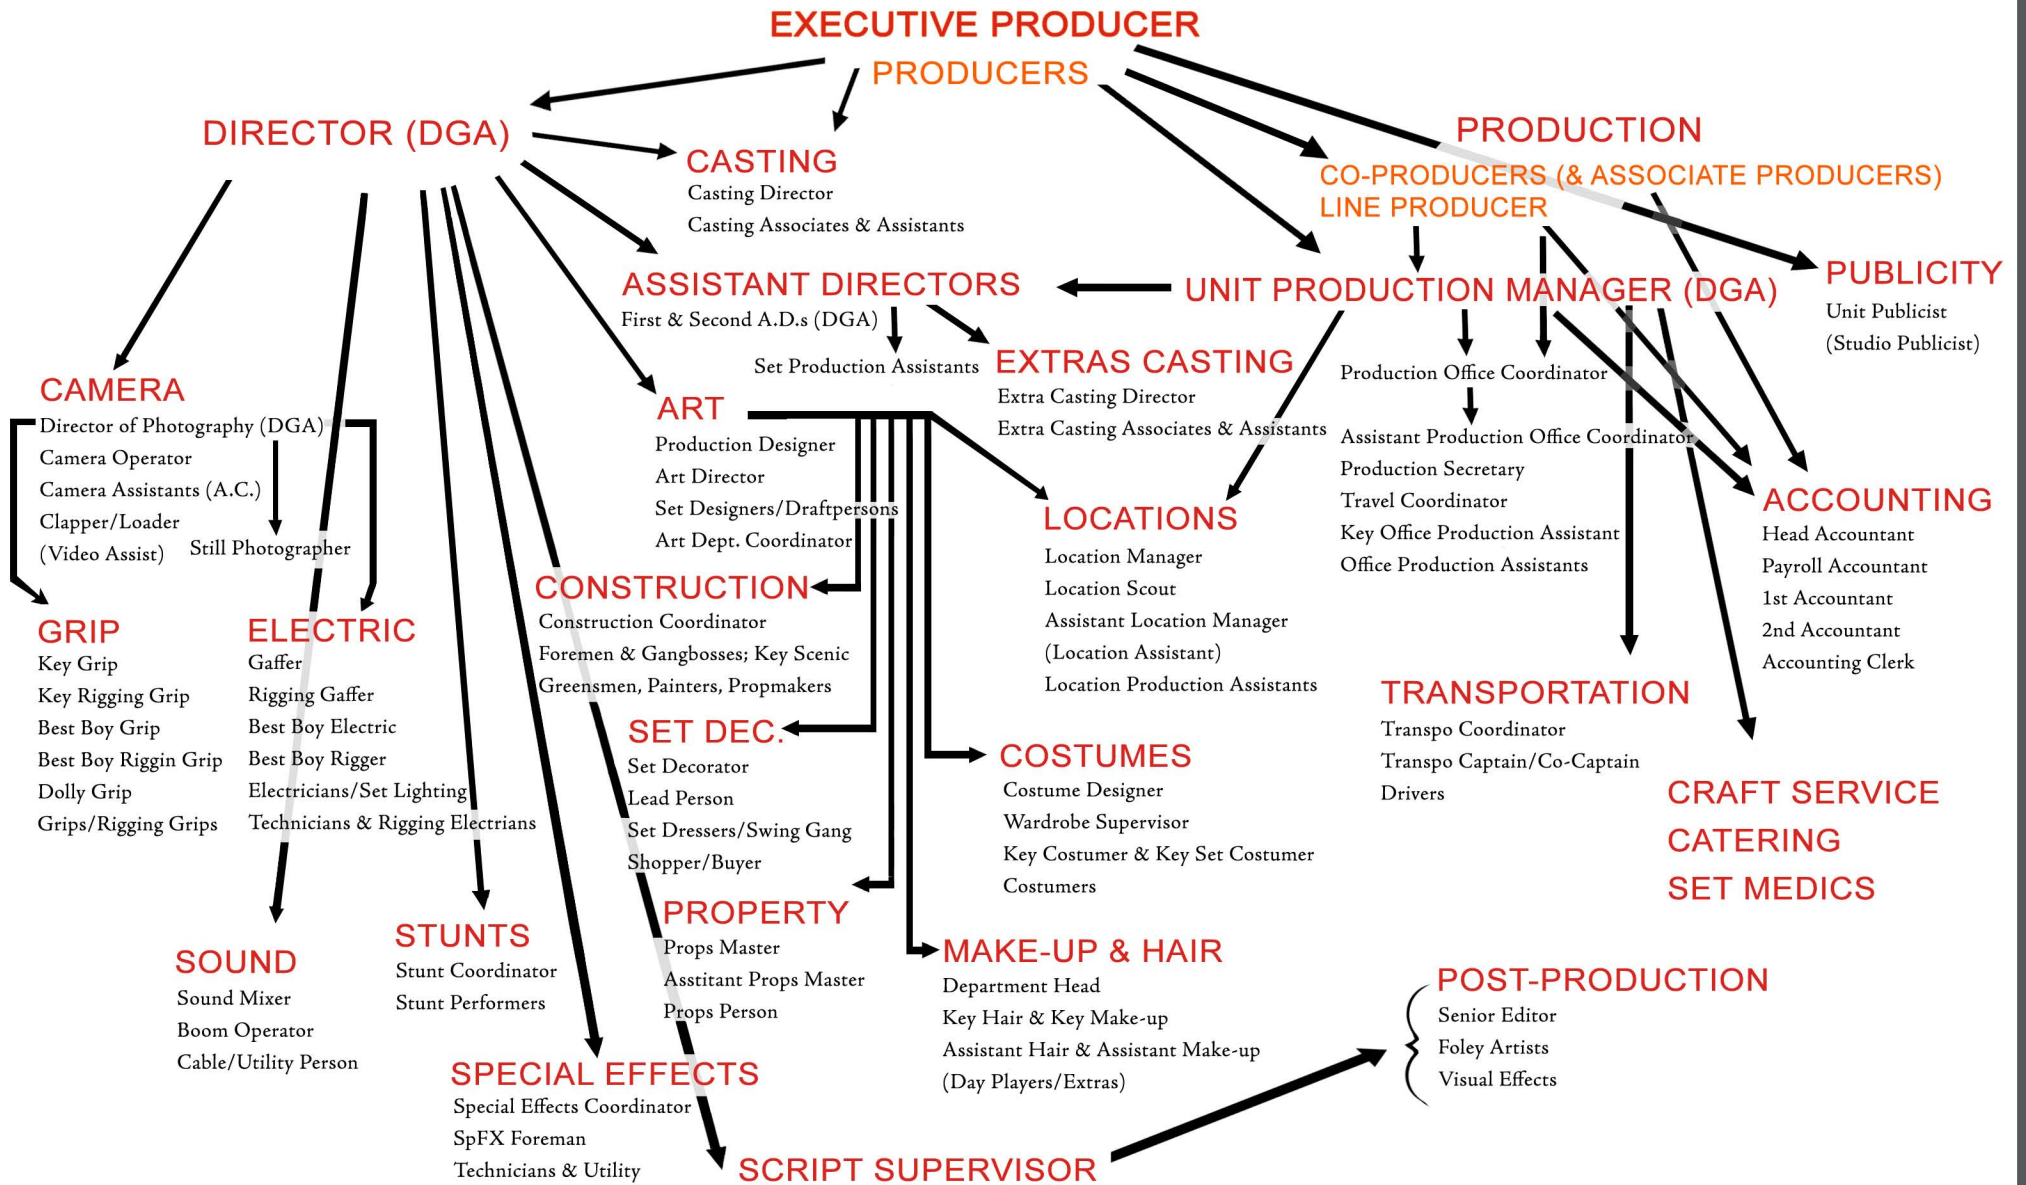 EXECUTIVE PRODUCER
PRODUCERS
DIRECTOR (DGA)
CASTING
Casting Director
Casting Associates & Assistants
PRODUCTION
CO-PRODUCERS (& ASSOCIATE PRODUCERS)
LINE PRODUCER
ASSISTANT DIRECTORS
First & Second A.D.s (DGA)
Set Production Assistants
EXTRAS CASTING
Extra Casting Director
Extra Casting Associates & Assistants
UNIT PRODUCTION MANAGER (DGA)
PUBLICITY
Unit Publicist
(Studio Publicist)
Production Office Coordinator
Assistant Production Office Coordinator
Production Secretary
Travel Coordinator
Key Office Production Assistant
Office Production Assistants
CAMERA
Director of Photography (DGA)
Camera Operator
Camera Assistants (A.C.)
Clapper/Loader
(Video Assist)
Still Photographer
ART
Production Designer
Art Director
Set Designers/Draftpersons
Art Dept. Coordinator
LOCATIONS
Location Manager
Location Scout
Assistant Location Manager
(Location Assistant)
Location Production Assistants
ACCOUNTING
Head Accountant
Payroll Accountant
1st Accountant
2nd Accountant
Accounting Clerk
GRIP
Key Grip
Key Rigging Grip
Best Boy Grip
Best Boy Riggin Grip
Dolly Grip
Grips/Rigging Grips
ELECTRIC
Gaffer
Rigging Gaffer
Best Boy Electric
Best Boy Rigger
Electricians/Set Lighting
Technicians & Rigging Electrians
CONSTRUCTION
Construction Coordinator
Foremen & Gangbosses; Key Scenic
Greensmen, Painters, Propmakers
SET DEC.
Set Decorator
Lead Person
Set Dressers/Swing Gang
Shopper/Buyer
COSTUMES
Costume Designer
Wardrobe Supervisor
Key Costumer & Key Set Costumer
Costumers
TRANSPORTATION
Transpo Coordinator
Transpo Captain/Co-Captain
Drivers
CRAFT SERVICE
CATERING
SET MEDICS
SOUND
Sound Mixer
Boom Operator
Cable/Utility Person
STUNTS
Stunt Coordinator
Stunt Performers
PROPERTY
Props Master
Asstitant Props Master
Props Person
MAKE-UP & HAIR
Department Head
Key Hair & Key Make-up
Assistant Hair & Assistant Make-up
(Day Players/Extras)
POST-PRODUCTION
Senior Editor
Foley Artists
Visual Effects
SPECIAL EFFECTS
Special Effects Coordinator
SpFX Foreman
Technicians & Utility
SCRIPT SUPERVISOR